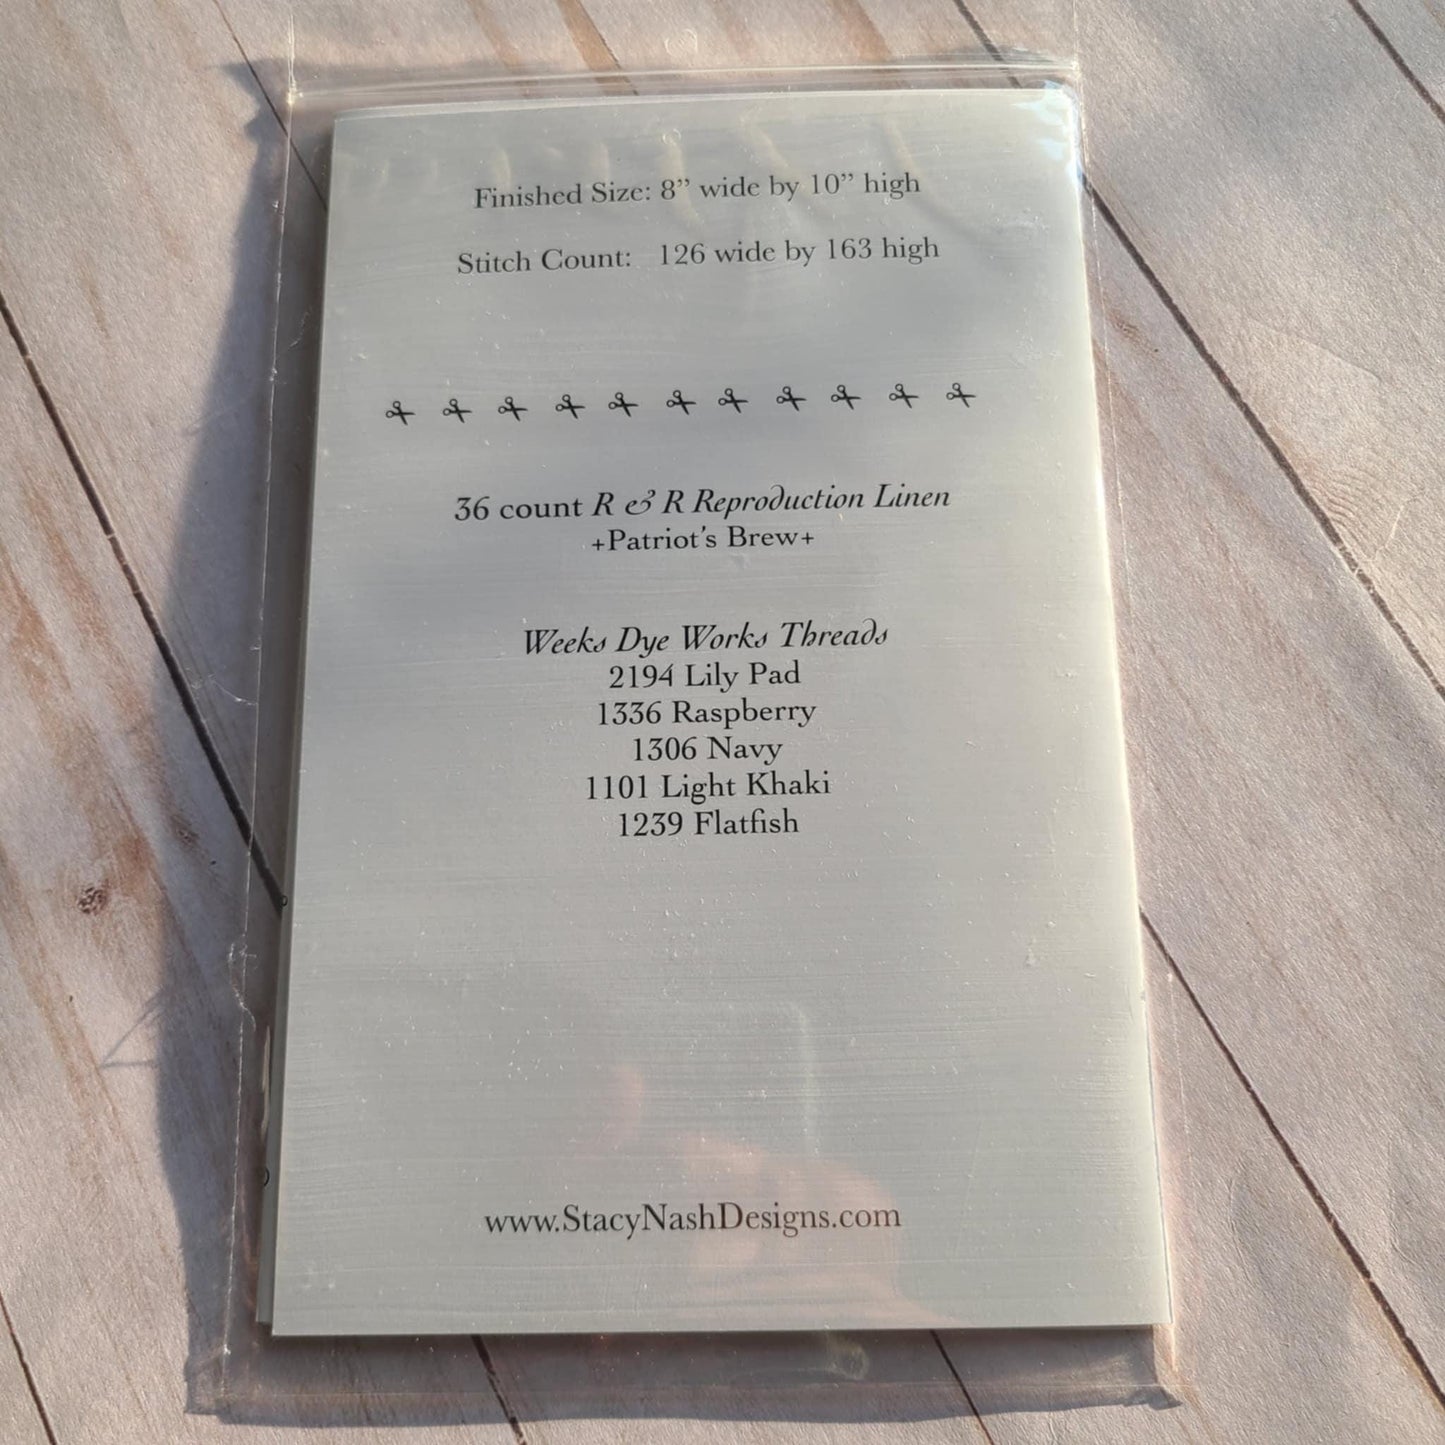 Finished Size: 8” wide by 10” high
Stitch Count: 126 wide by 163 high
36 count R & R Reproduction Linen
+Patriot’s Brew+
Weeks Dye Works Threads
2194 Lily Pad
1336 Raspberry
1306 Navy
1101 Light Khaki
1239 Flatfish
www.StacyNashDesigns.com